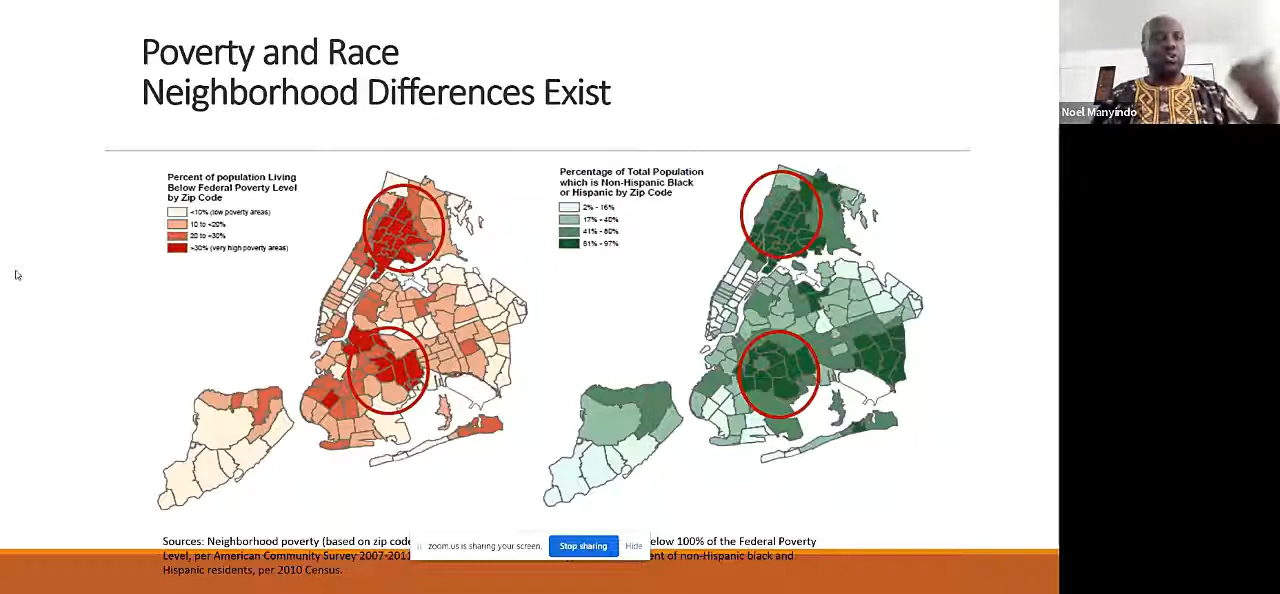 Poverty and Race
Neighborhood Differences Exist
Noel Manyindo
Percent of population Living
Below Federal Poverty Level
by Zip Code
<10% (low poverty areas)
10 to <20%
20 to <30%
>30% (very high poverty areas)
Percentage of Total Population
which is Non-Hispanic Black
or Hispanic by Zip Code
2% - 16%
17% - 40%
41% - 80%
81% - 97%
Sources: Neighborhood poverty (based on zip code elow 100% of the Federal Poverty
Level, per American Community Survey 2007-2011 ent of non-Hispanic black and
Hispanic residents, per 2010 Census.
zoom.us is sharing your screen.
Stop sharing
Hide